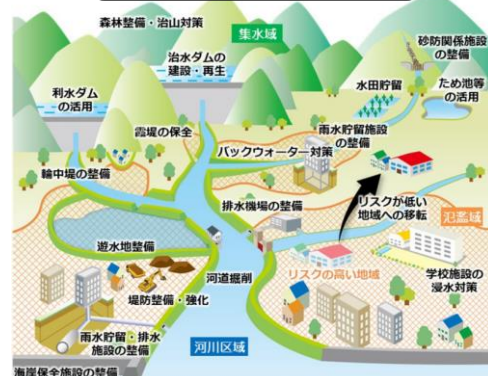 森林整備・治山対策
集水域
砂防関係施設
の整備
治水ダムの
建設・再生
水田貯留
ため池等
の活用
利水ダム
の活用
霞堤の保全
雨水貯留施設
の整備
バックウォーター対策
輪中堤の整備
排水機場の整備
リスクが低い
地域への移転
氾濫域
遊水地整備
リスクの高い地域
学校施設の
浸水対策
河道掘削
堤防整備・強化
雨水貯留・排水
施設の整備
河川区域
海岸保全施設の整備